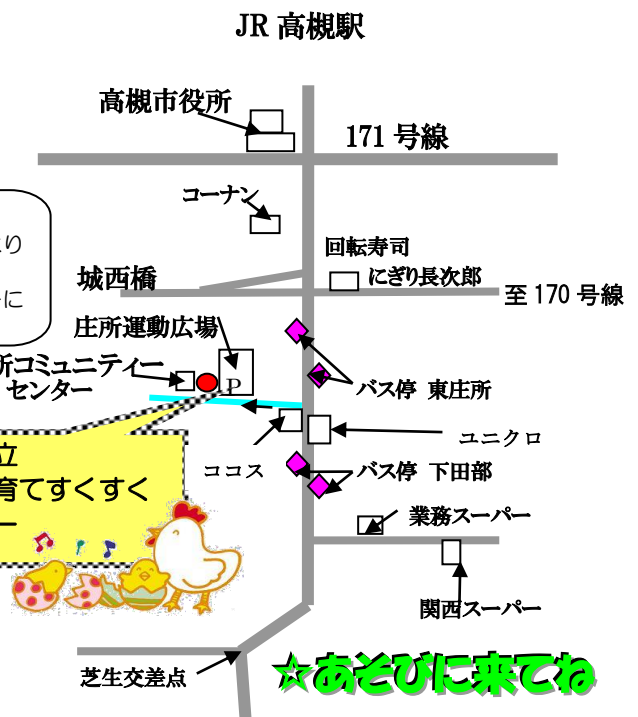 JR 高槻駅
高槻市役所
171 号線
コーナン
り
に
回転寿司
にぎり長次郎
城西橋
至 170 号線
庄所運動広場
所コミュニティー
センター
P
バス停 東庄所
ユニクロ
ココス
バス停 下田部
立
育てすくすく
ー
業務スーパー
関西スーパー
芝生交差点
☆あそびに来てね